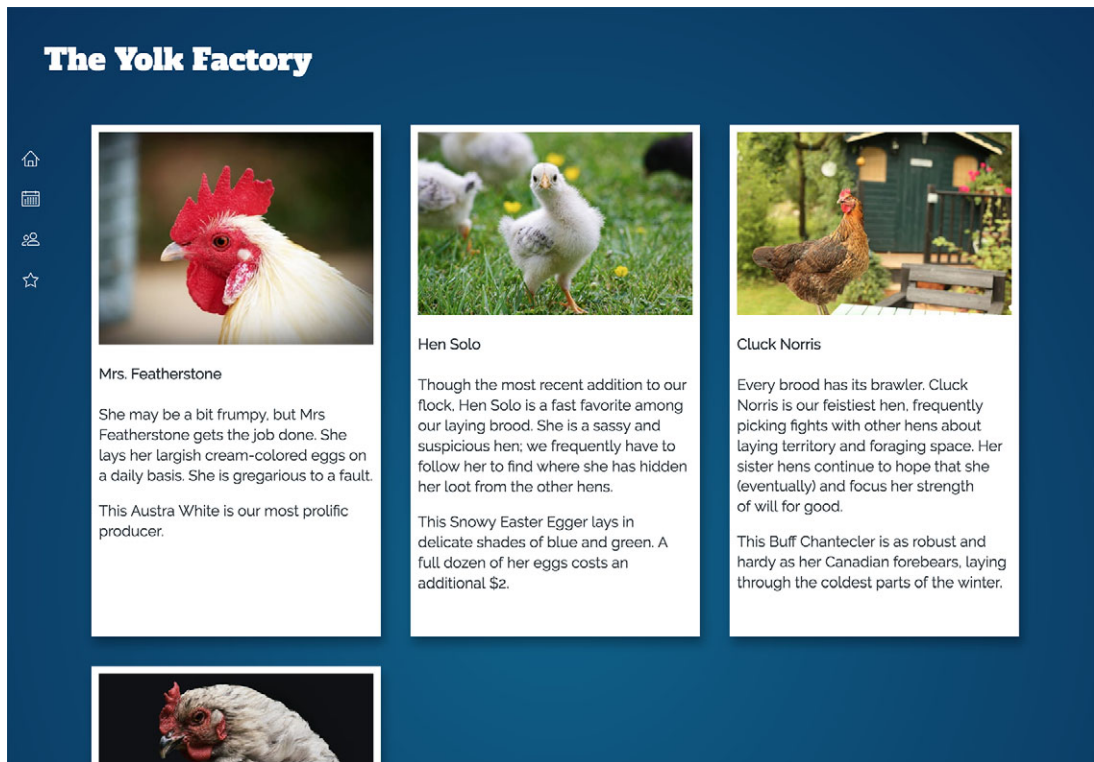 The Yolk Factory
Mrs. Featherstone
She may be a bit frumpy, but Mrs
Featherstone gets the job done. She
lays her largish cream-colored eggs on
a daily basis. She is gregarious to a fault.
This Austra White is our most prolific
producer.
Hen Solo
Though the most recent addition to our
flock, Hen Solo is a fast favorite among
our laying brood. She is a sassy and
suspicious hen; we frequently have to
follow her to find where she has hidden
her loot from the other hens.
This Snowy Easter Egger lays in
delicate shades of blue and green. A
full dozen of her eggs costs an
additional $2.
Cluck Norris
Every brood has its brawler. Cluck
Norris is our feistiest hen, frequently
picking fights with other hens about
laying territory and foraging space. Her
sister hens continue to hope that she
(eventually) and focus her strength
of will for good.
This Buff Chantecler is as robust and
hardy as her Canadian forebears, laying
through the coldest parts of the winter.